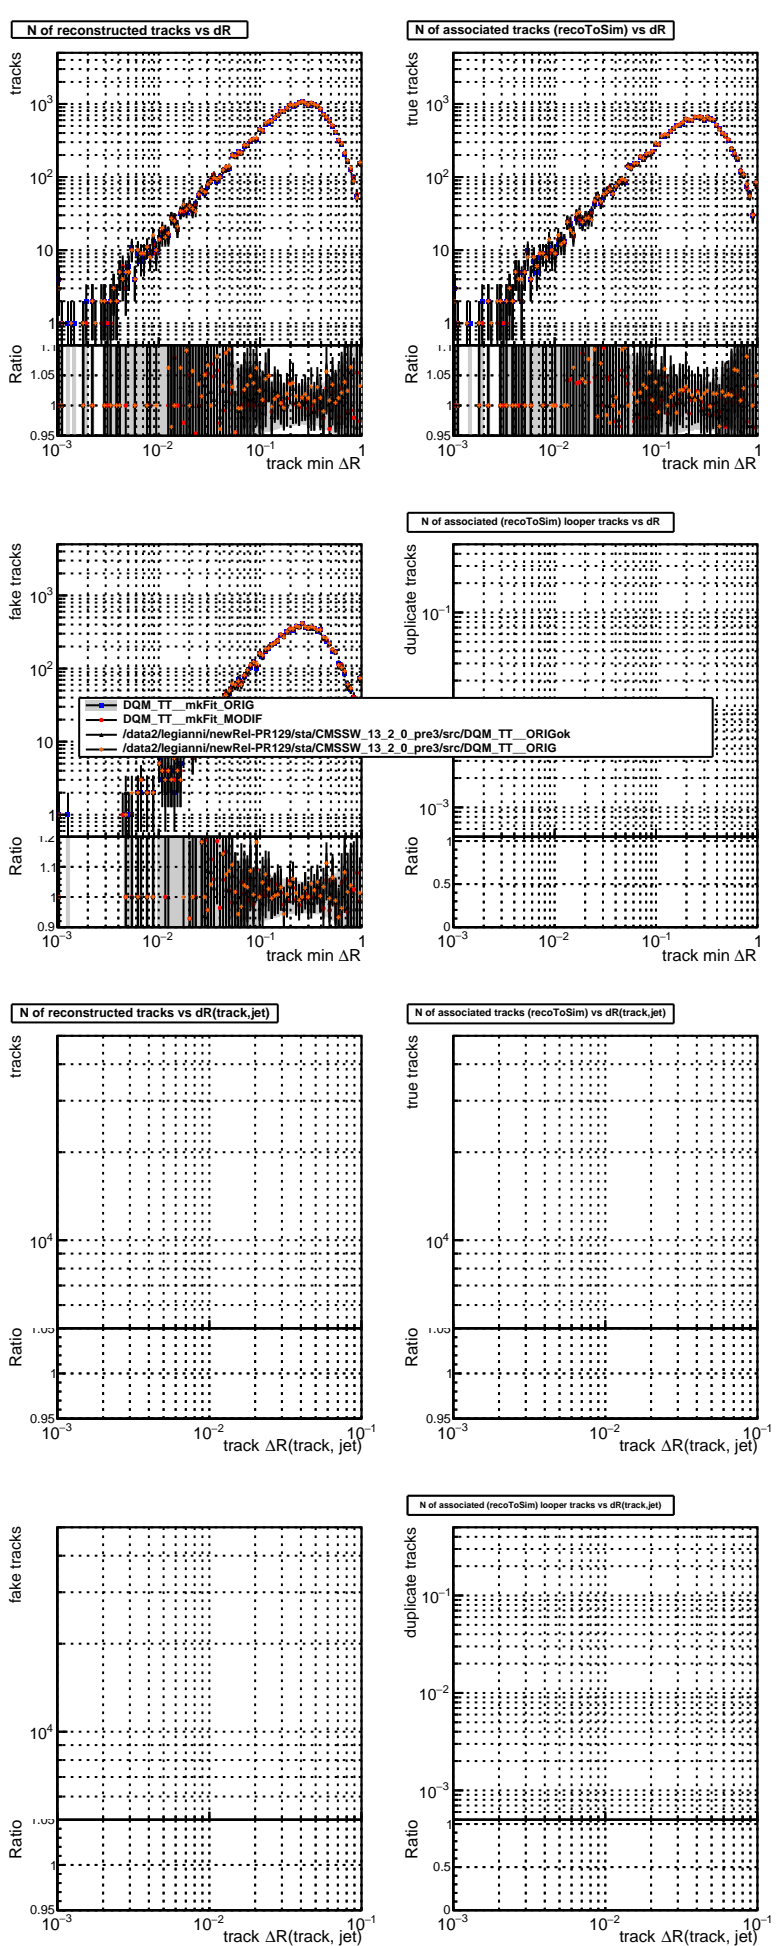 N of reconstructed tracks vs dR
tracks
10³
10²
10
1
1.1
1.05
1
0.95
Ratio
10⁻³
10⁻²
10⁻¹
1
track min ΔR
N of associated tracks (recoToSim) vs dR
true tracks
10³
10²
10
1
1.1
1.05
1
0.95
Ratio
10⁻³
10⁻²
10⁻¹
1
track min ΔR
fake tracks
10³
10²
10
1
1.2
1.1
1
0.9
Ratio
10⁻³
10⁻²
10⁻¹
1
track min ΔR
N of associated (recoToSim) looper tracks vs dR
duplicate tracks
10⁻¹
10⁻³
1
0.5
0
Ratio
10⁻³
10⁻²
10⁻¹
1
track min ΔR
DQM_TT__mkFit_ORIG
DQM_TT__mkFit_MODIF
/data2/legianni/newRel-PR129/sta/CMSSW_13_2_0_pre3/src/DQM_TT__ORIGok
/data2/legianni/newRel-PR129/sta/CMSSW_13_2_0_pre3/src/DQM_TT__ORIG
N of reconstructed tracks vs dR(track,jet)
tracks
10⁴
1.05
1
0.95
Ratio
10⁻³
10⁻²
10⁻¹
track ΔR(track, jet)
N of associated tracks (recoToSim) vs dR(track,jet)
true tracks
10⁴
1.05
1
0.95
Ratio
10⁻³
10⁻²
10⁻¹
track ΔR(track, jet)
fake tracks
10⁴
1.05
1
0.95
Ratio
10⁻³
10⁻²
10⁻¹
track ΔR(track, jet)
N of associated (recoToSim) looper tracks vs dR(track,jet)
duplicate tracks
10⁻¹
10⁻²
10⁻³
1
0.5
0
Ratio
10⁻³
10⁻²
10⁻¹
track ΔR(track, jet)